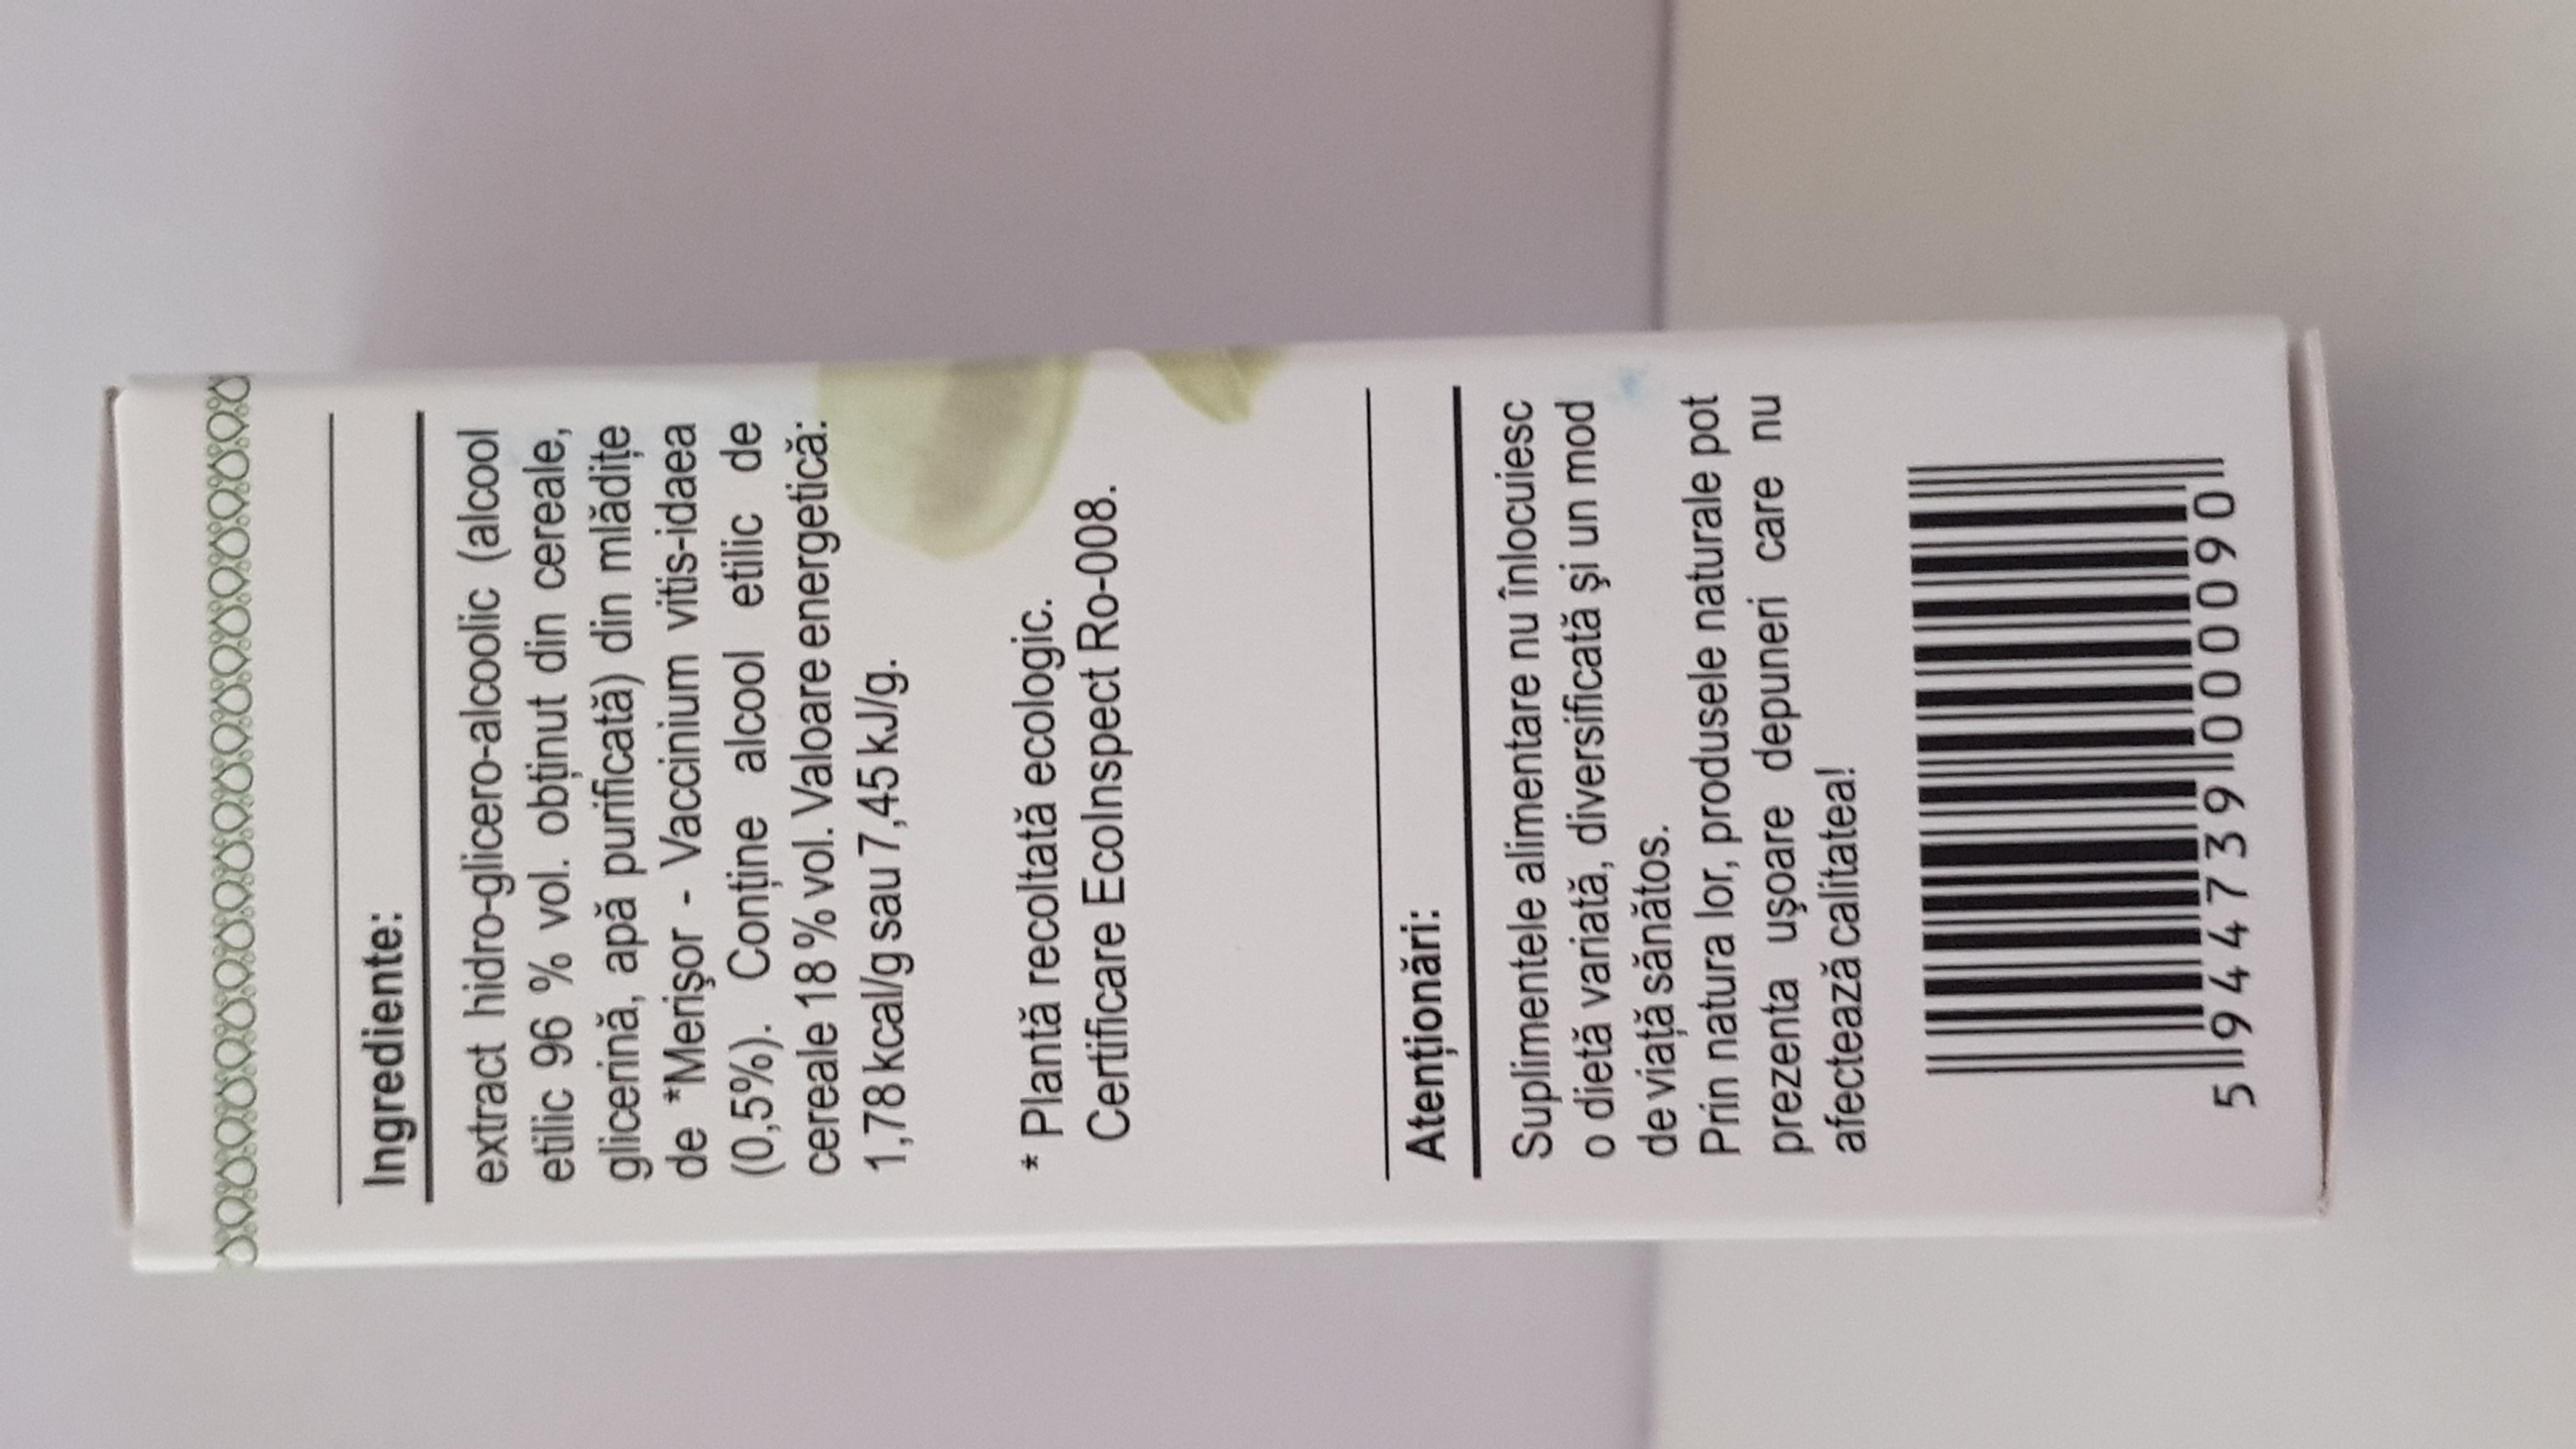 Ingrediente:
extract hidro-glicero-alcoolic (alcool
etilic 96 % vol. obținut din cereale,
glicerină, apă purificată) din mlădițe
de *Merişor - Vaccinium vitis-idaea
(0,5%). Conține alcool etilic de
cereale 18 % vol. Valoare energetică:
1,78 kcal/g sau 7,45 kJ/g.
* Plantă recoltată ecologic.
Certificare EcoInspect Ro-008.
Atenționări:
Suplimentele alimentare nu înlocuiesc
o dietă variată, diversificată şi un mod
de viață sănătos.
Prin natura lor, produsele naturale pot
prezenta uşoare depuneri care nu
afectează calitatea!
5 944739 000090